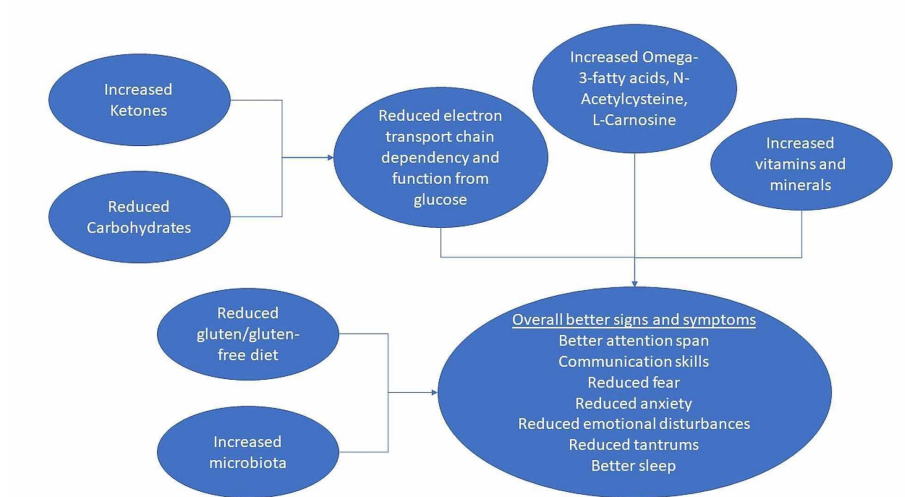 Increased
Ketones
Reduced
Carbohydrates
Reduced electron
transport chain
dependency and
function from
glucose
Increased Omega-
3-fatty acids, N-
Acetylcysteine,
L-Carnosine
Increased
vitamins and
minerals
Reduced
gluten/gluten-
free diet
Increased
microbiota
Overall better signs and symptoms
Better attention span
Communication skills
Reduced fear
Reduced anxiety
Reduced emotional disturbances
Reduced tantrums
Better sleep